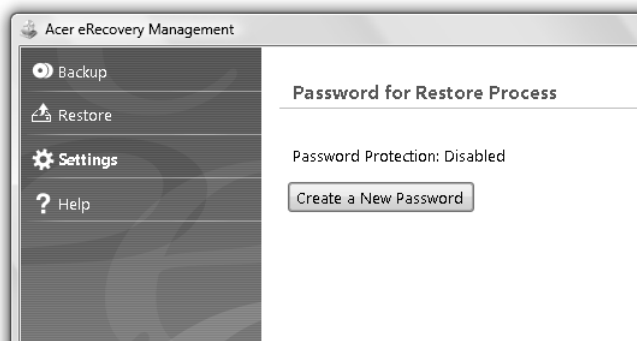 Acer eRecovery Management
Backup
Restore
Settings
Help
Password for Restore Process
Password Protection: Disabled
Create a New Password